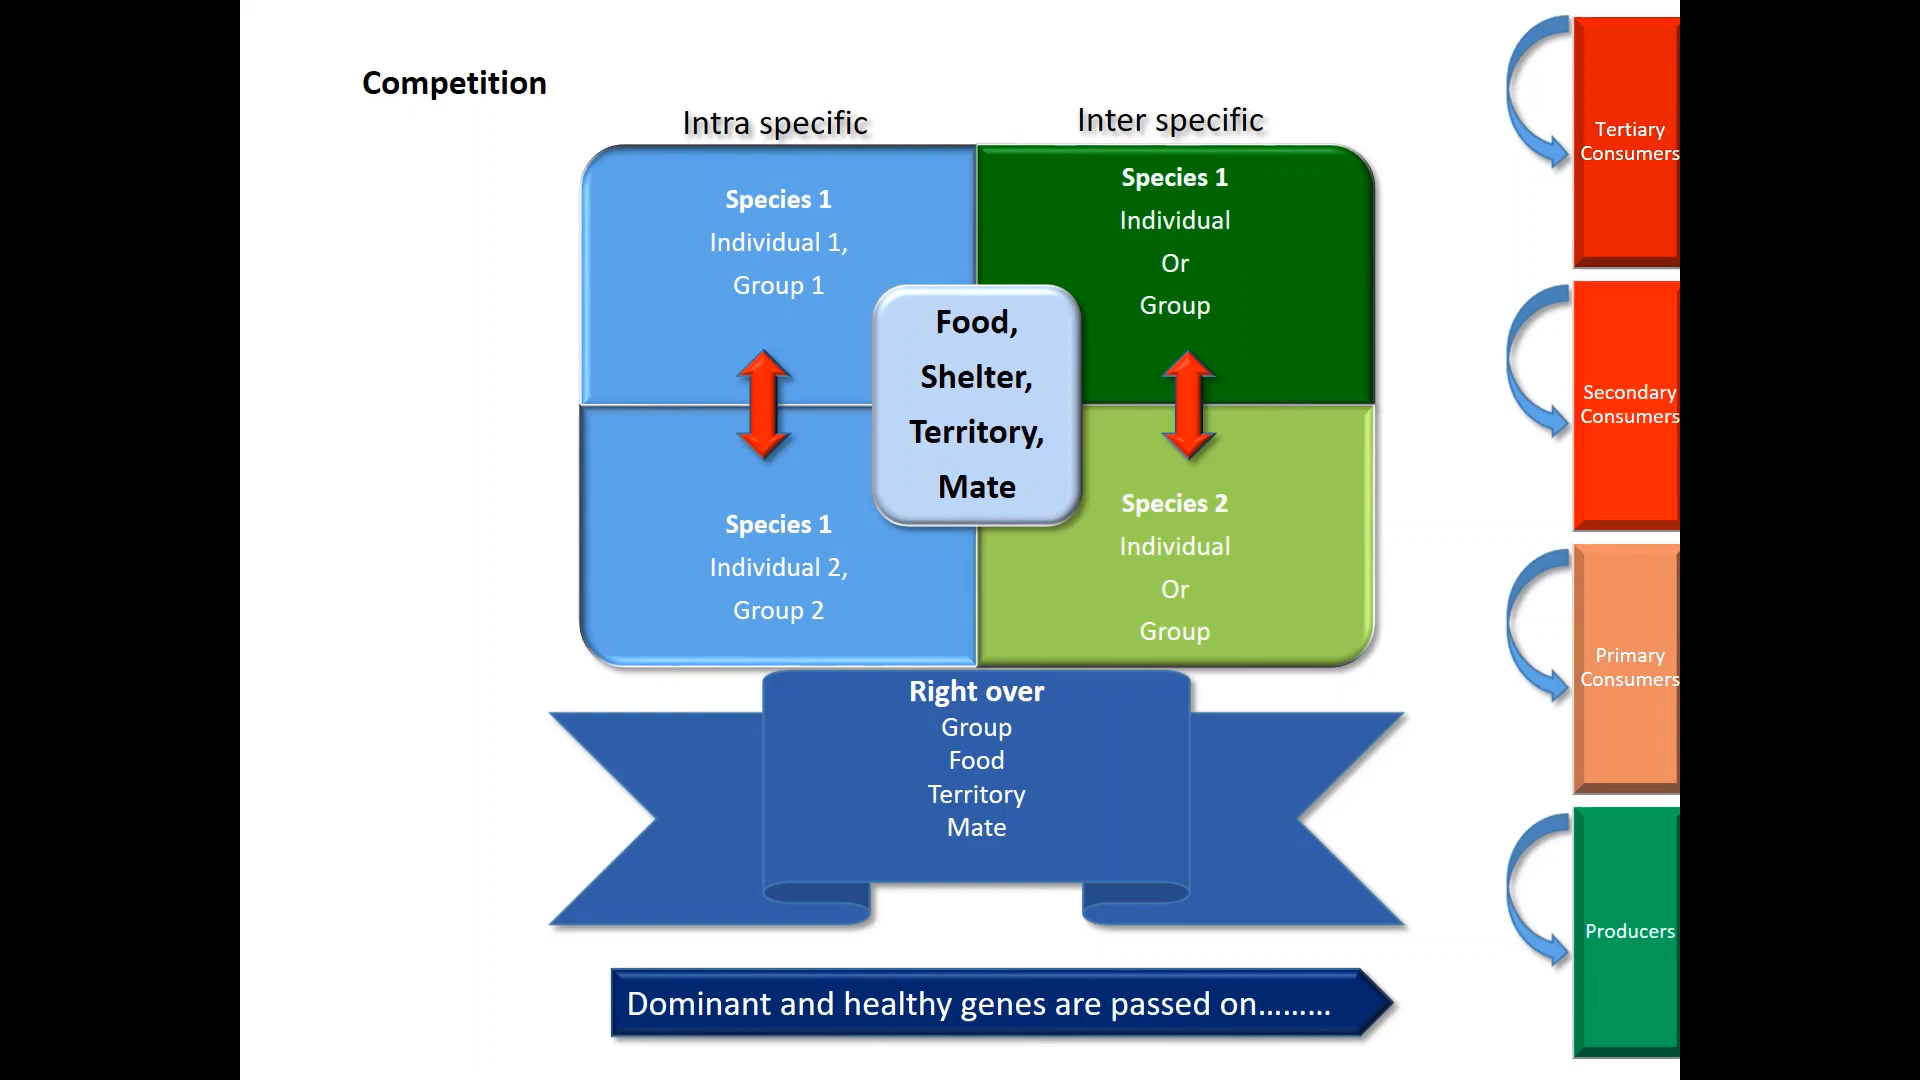 Competition
Intra specific
Inter specific
Species 1
Individual 1,
Group 1
Species 1
Individual
Or
Group
Food,
Shelter,
Territory,
Mate
Species 1
Individual 2,
Group 2
Species 2
Individual
Or
Group
Right over
Group
Food
Territory
Mate
Dominant and healthy genes are passed on.........
Tertiary
Consumers
Secondary
Consumers
Primary
Consumers
Producers